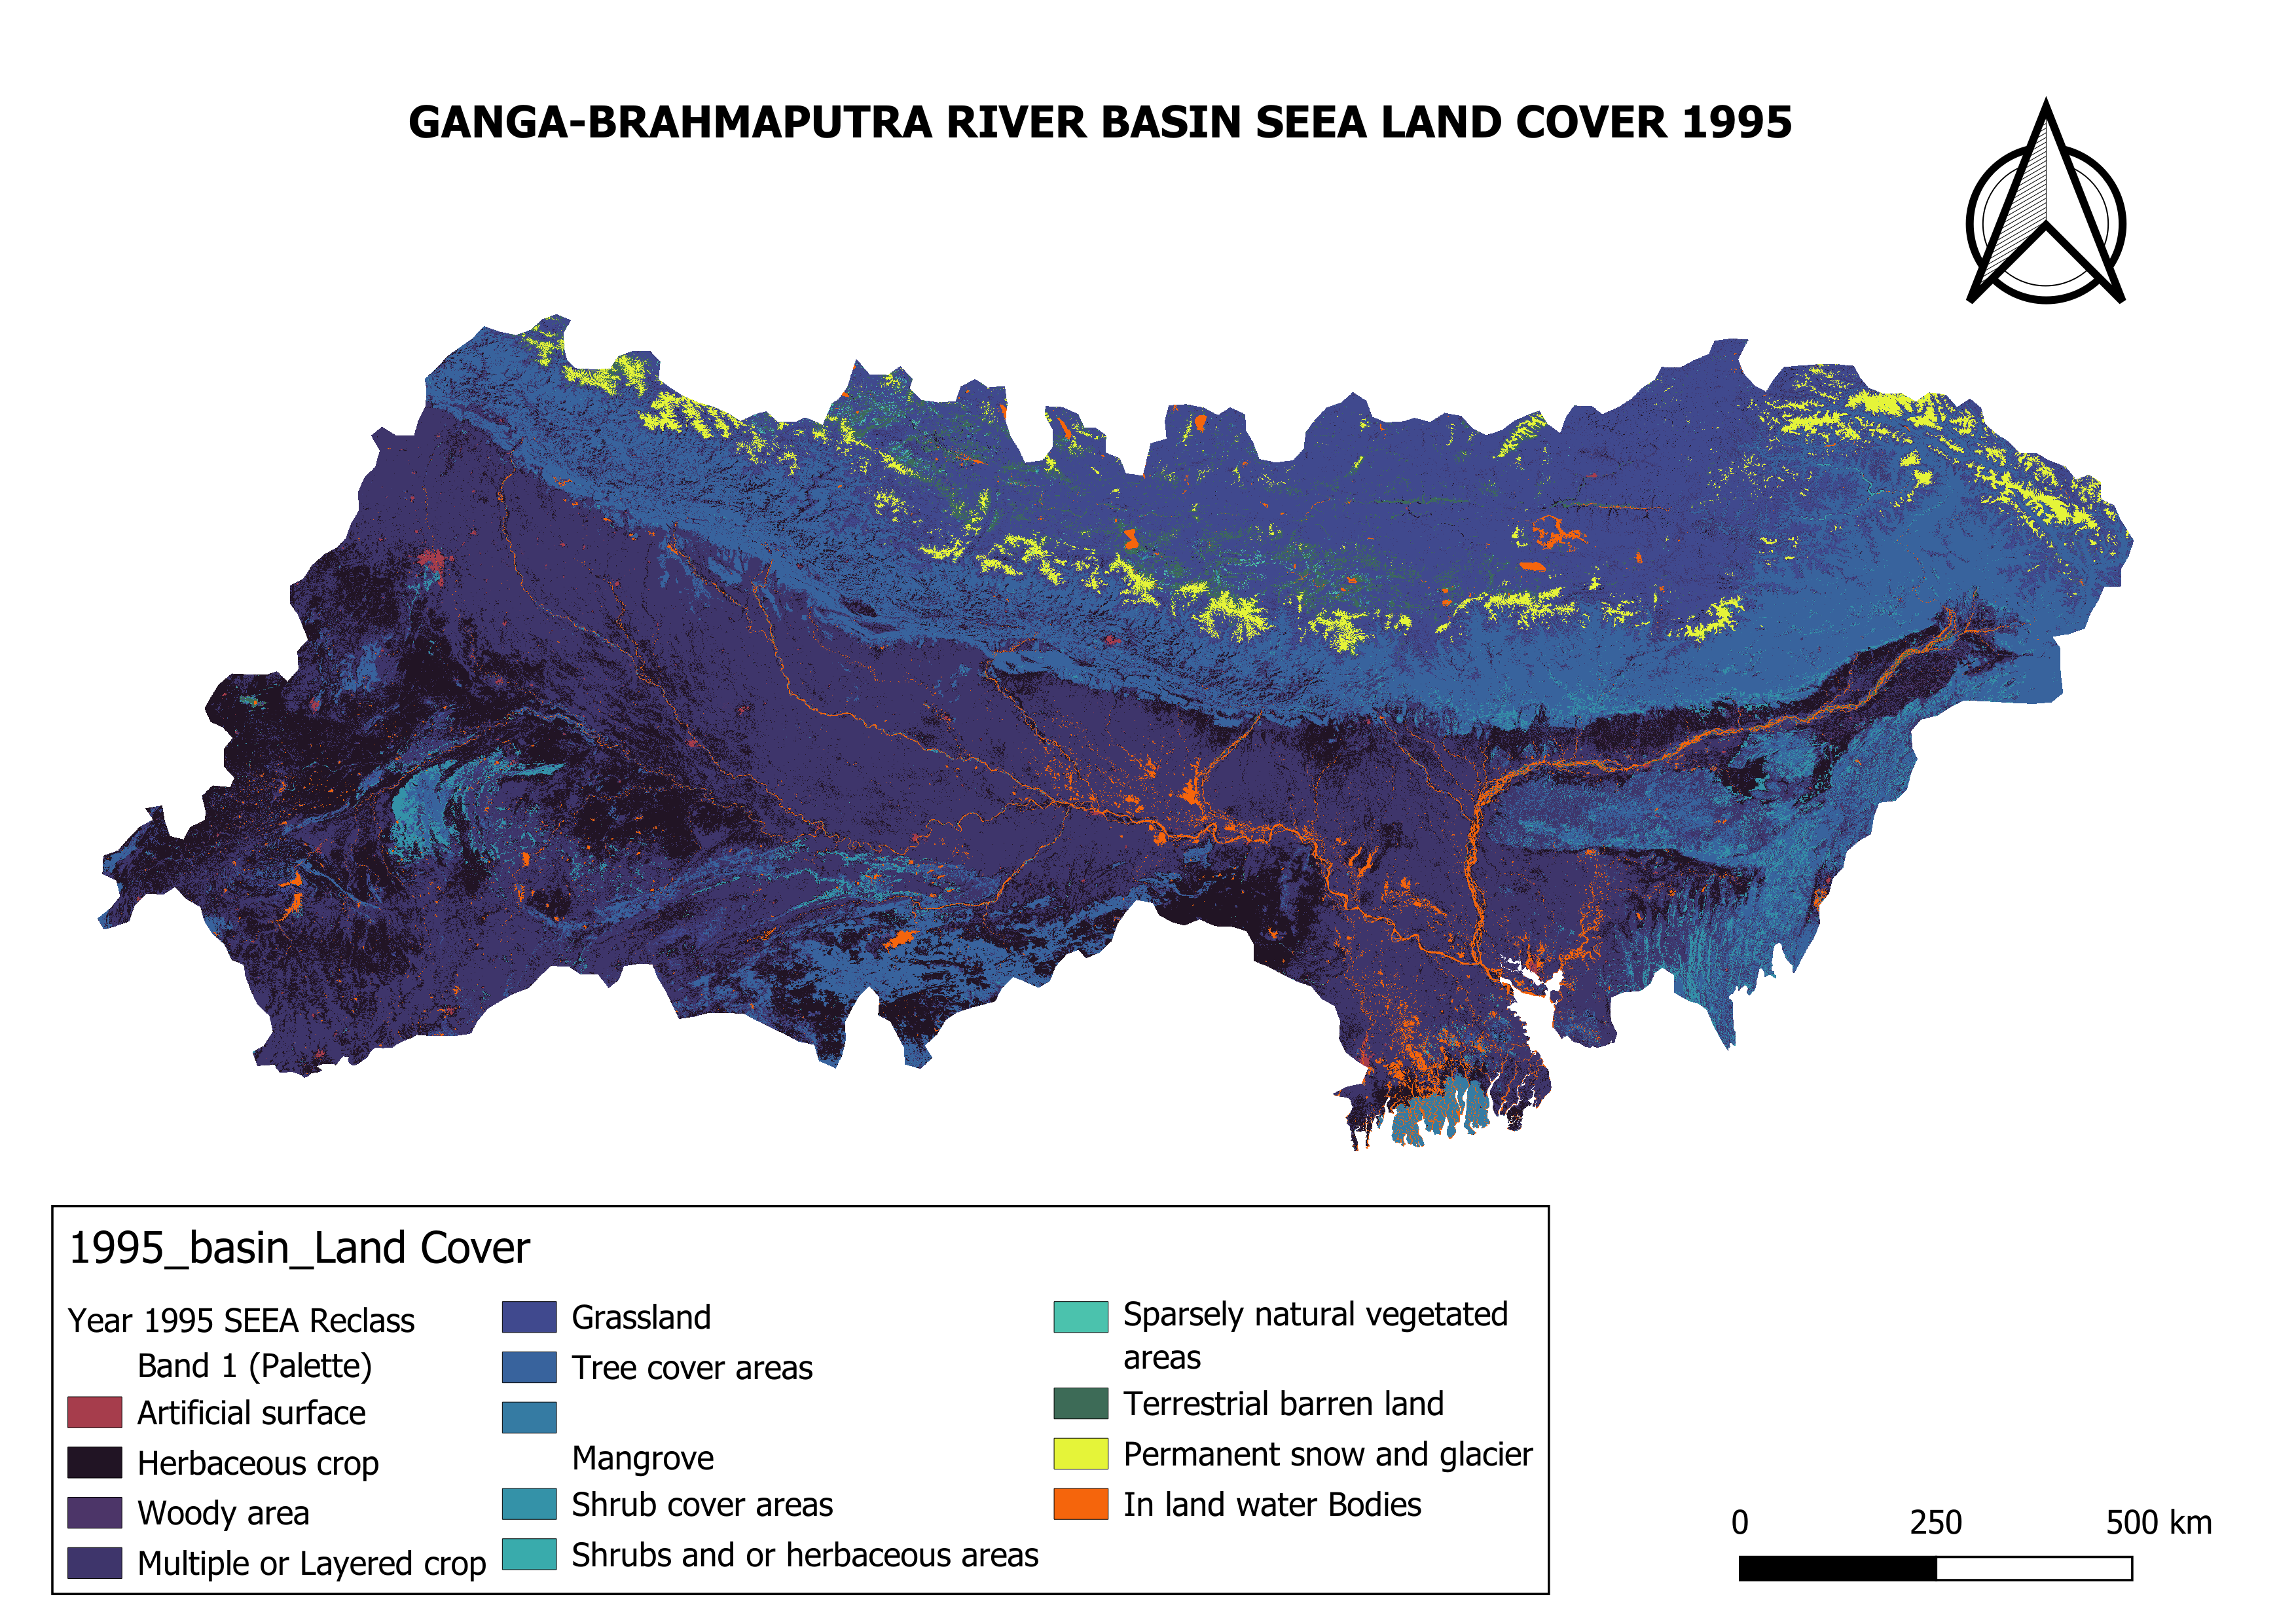 GANGA-BRAHMAPUTRA RIVER BASIN SEEA LAND COVER 1995
1995_basin_Land Cover
Year 1995 SEEA Reclass
Band 1 (Palette)
Artificial surface
Herbaceous crop
Woody area
Multiple or Layered crop
Grassland
Tree cover areas
Mangrove
Shrub cover areas
Shrubs and or herbaceous areas
Sparsely natural vegetated
areas
Terrestrial barren land
Permanent snow and glacier
In land water Bodies
0 250 500 km